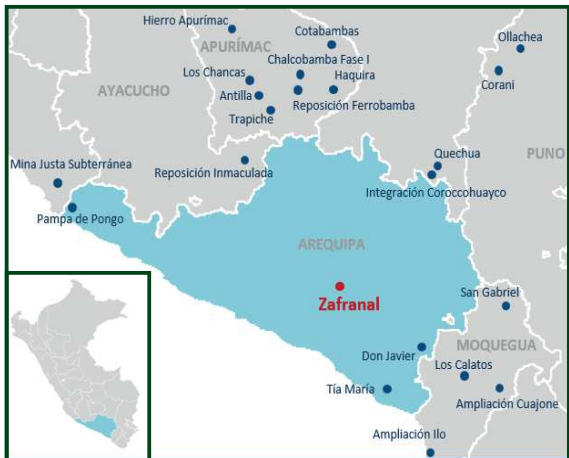 Hierro Apurímac
Cotabambas
Ollachea
APURÍMAC
Chalcobamba Fase I
Los Chancas
Haquira
Corani
AYACUCHO
Antilla
Reposición Ferrobamba
Trapiche
Quechua
PUNO
Mina Justa Subterránea
Reposición Inmaculada
Integración Coroccohuayco
Pampa de Pongo
AREQUIPA
San Gabriel
Zafranal
MOQUEGUA
Don Javier
Los Calatos
Tía María
Ampliación Cuajone
Ampliación Ilo